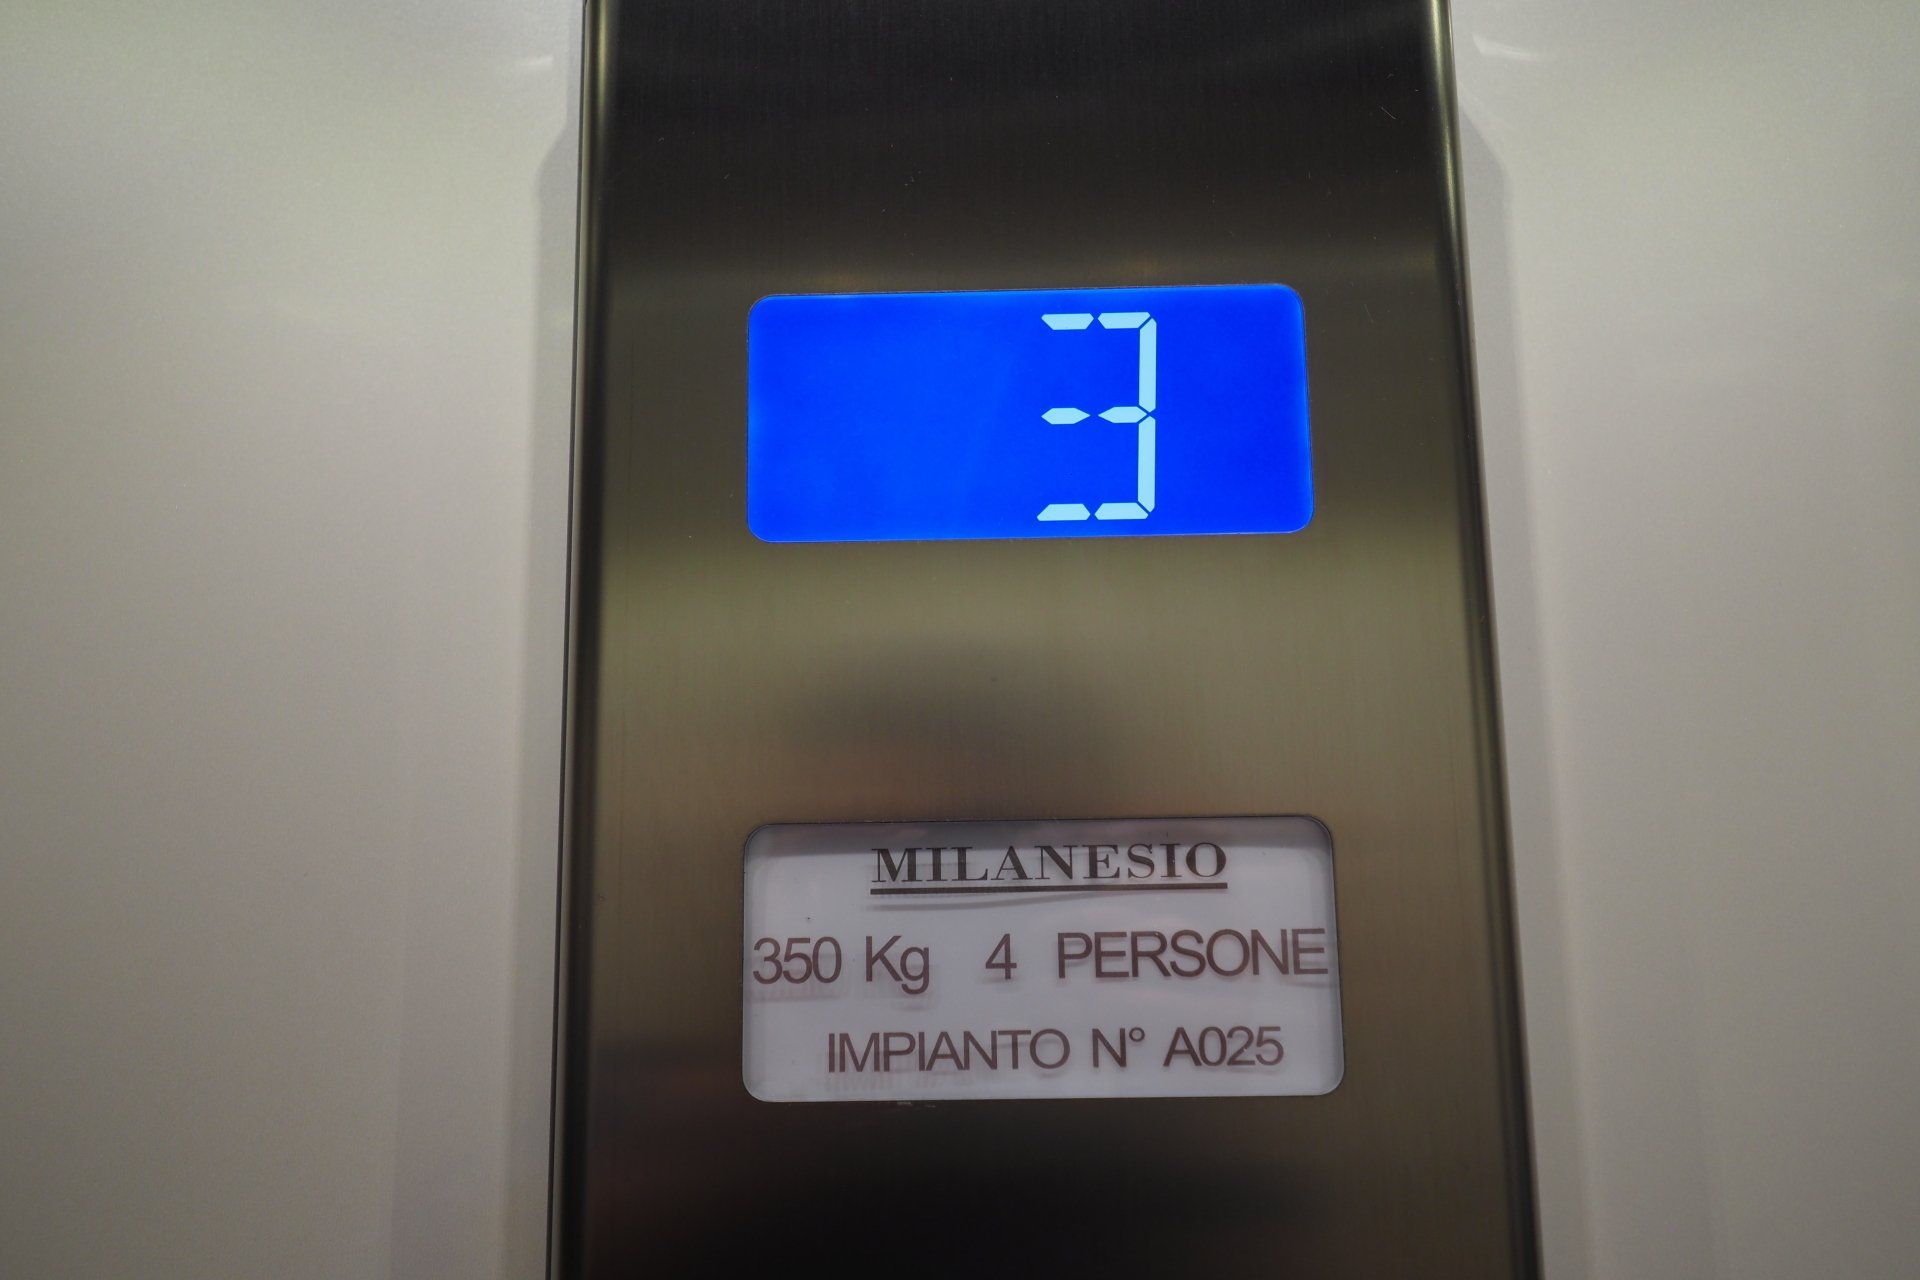 3
MILANESIO
350 Kg 4 PERSONE
IMPIANTO N° A025